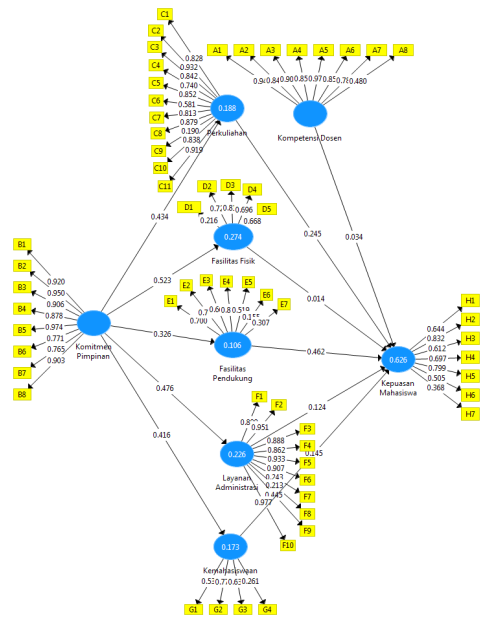 C1
C2
C3
C4
C5
C6
C7
C8
C9
C10
C11
0.828
0.932
0.842
0.740
0.852
0.581
0.813
0.879
0.190
0.838
0.919
0.188
Perkuliahan
A1
A2
A3
A4
A5
A6
A7
A8
0.480
Kompetensi Dosen
0.434
0.245
0.034
D1
D2
D3
D4
D5
0.216
0.696
0.668
0.274
Fasilitas Fisik
0.523
0.014
B1
B2
B3
B4
B5
B6
B7
B8
0.920
0.950
0.906
0.878
0.974
0.771
0.765
0.903
Komitmen
Pimpinan
E1
E2
E3
E4
E5
E6
E7
0.700
0.307
0.106
Fasilitas
Pendukung
0.326
0.462
H1
H2
H3
H4
H5
H6
H7
0.644
0.832
0.612
0.697
0.799
0.505
0.368
0.626
Kepuasan
Mahasiswa
0.476
0.124
F1
F2
F3
F4
F5
F6
F7
F8
F9
F10
0.951
0.888
0.862
0.933
0.907
0.243
0.213
0.445
0.977
0.226
Layanan
Administrasi
0.416
0.145
0.173
Kemahasiswaan
0.261
G1
G2
G3
G4